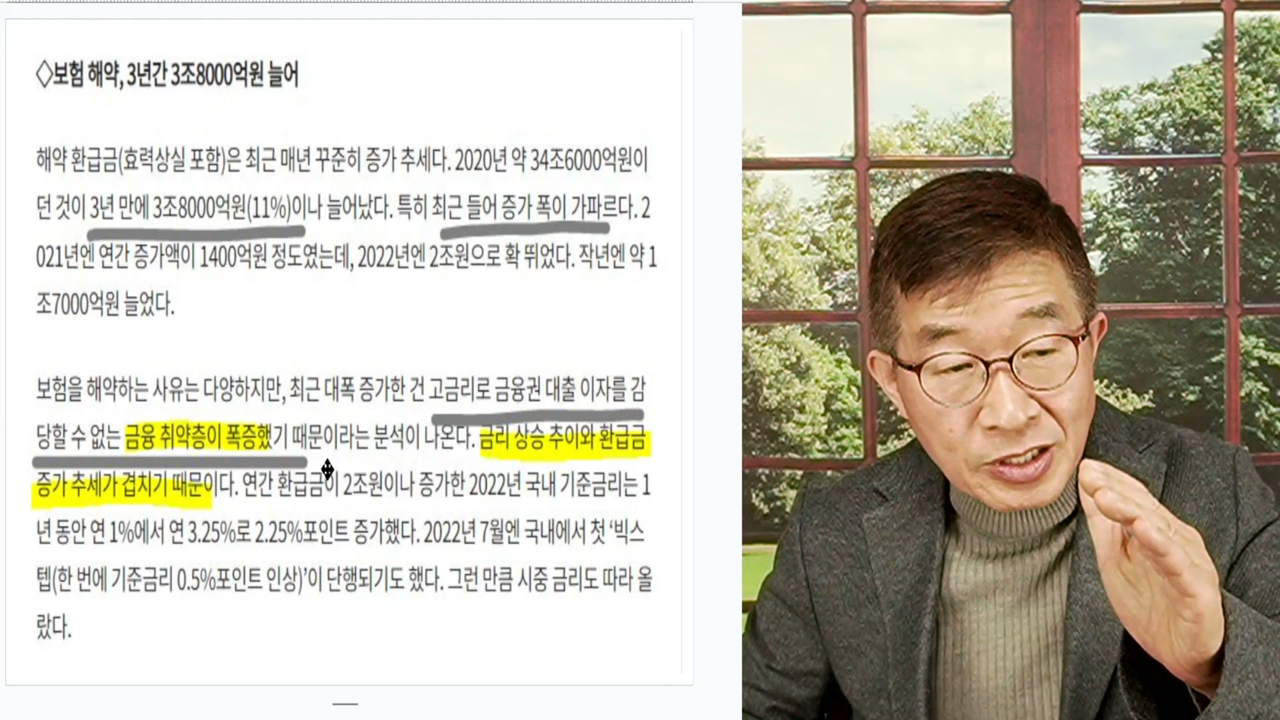 ◇보험 해약, 3년간 3조8000억원 늘어
해약 환급금(효력상실 포함)은 최근 매년 꾸준히 증가 추세다. 2020년 약 34조6000억원이
던 것이 3년 만에 3조8000억원(11%)이나 늘어났다. 특히 최근 들어 증가 폭이 가파르다. 2
021년엔 연간 증가액이 1400억원 정도였는데, 2022년엔 2조원으로 확 뛰었다. 작년엔 약 1
조7000억원 늘었다.
보험을 해약하는 사유는 다양하지만, 최근 대폭 증가한 건 고금리로 금융권 대출 이자를 감
당할 수 없는 금융 취약층이 폭증했기 때문이라는 분석이 나온다. 금리 상승 추이와 환급금
증가 추세가 겹치기 때문이다. 연간 환급금이 2조원이나 증가한 2022년 국내 기준금리는 1
년 동안 연 1%에서 연 3.25%로 2.25%포인트 증가했다. 2022년 7월엔 국내에서 첫 ‘빅스
텝(한 번에 기준금리 0.5%포인트 인상)’이 단행되기도 했다. 그런 만큼 시중 금리도 따라 올
랐다.